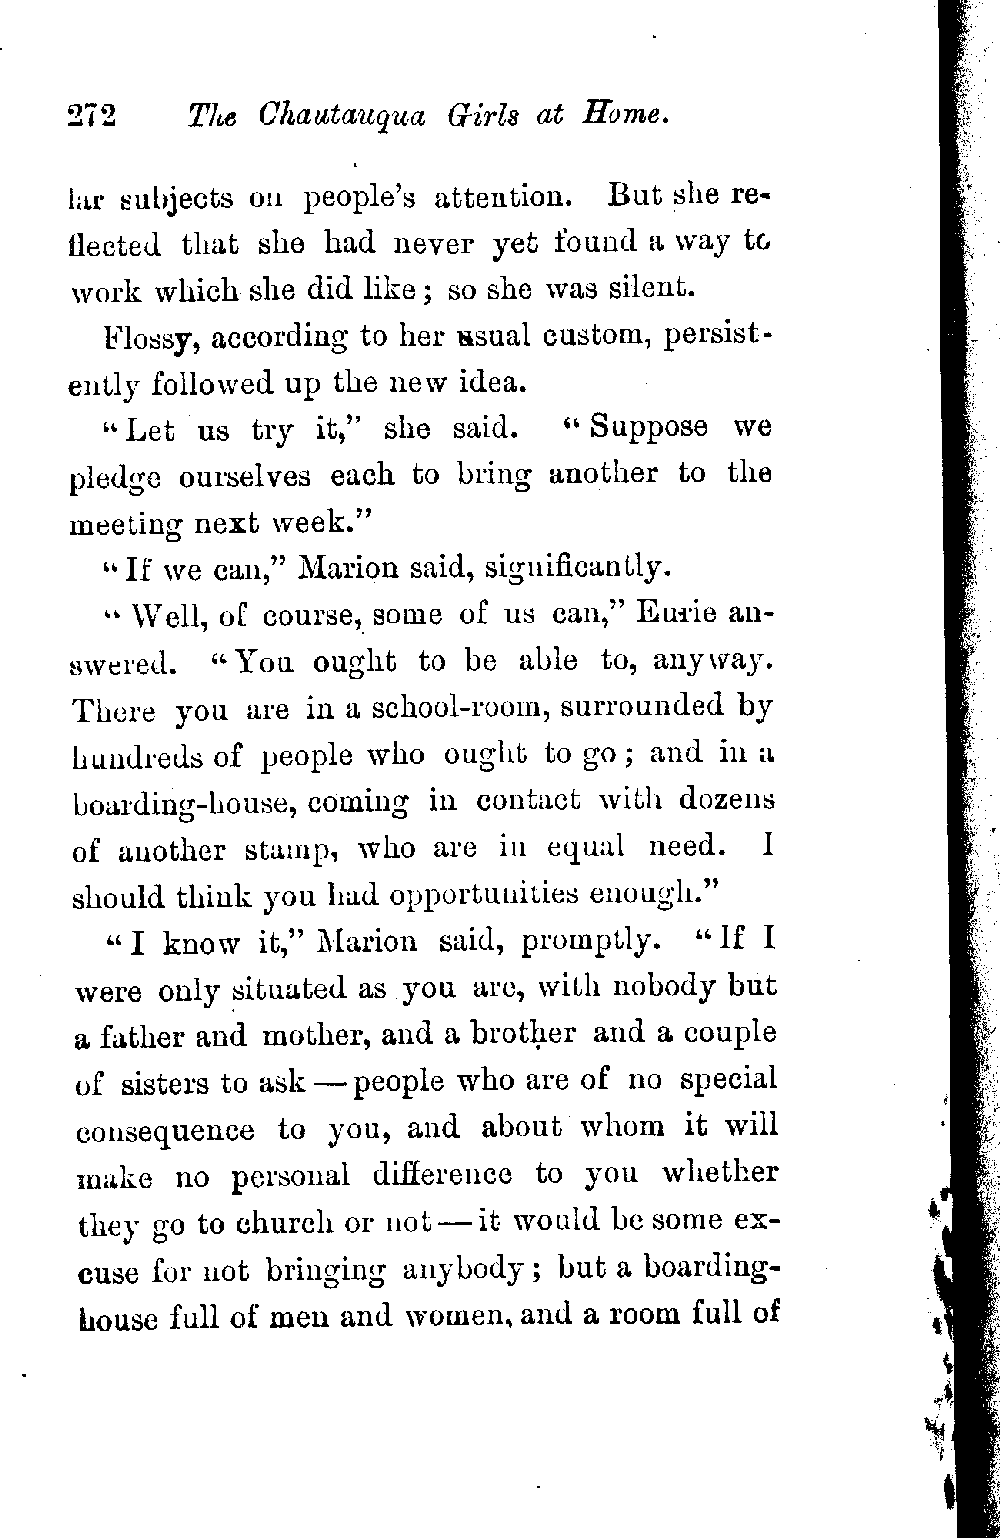 272 The Chautauqua Girls at Home.
lar subjects on people's attention. But she re-
flected that she had never yet found a way to
work which she did like; so she was silent.
Flossy, according to her usual custom, persist-
ently followed up the new idea.
"Let us try it," she said. "Suppose we
pledge ourselves each to bring another to the
meeting next week."
"If we can," Marion said, significantly.
"Well, of course, some of us can," Eurie an-
swered. "You ought to be able to, anyway.
There you are in a school-room, surrounded by
hundreds of people who ought to go; and in a
boarding-house, coming in contact with dozens
of another stamp, who are in equal need. I
should think you had opportunities enough."
"I know it," Marion said, promptly. "If I
were only situated as you are, with nobody but
a father and mother, and a brother and a couple
of sisters to ask — people who are of no special
consequence to you, and about whom it will
make no personal difference to you whether
they go to church or not — it would be some ex-
cuse for not bringing anybody; but a boarding-
house full of men and women, and a room full of